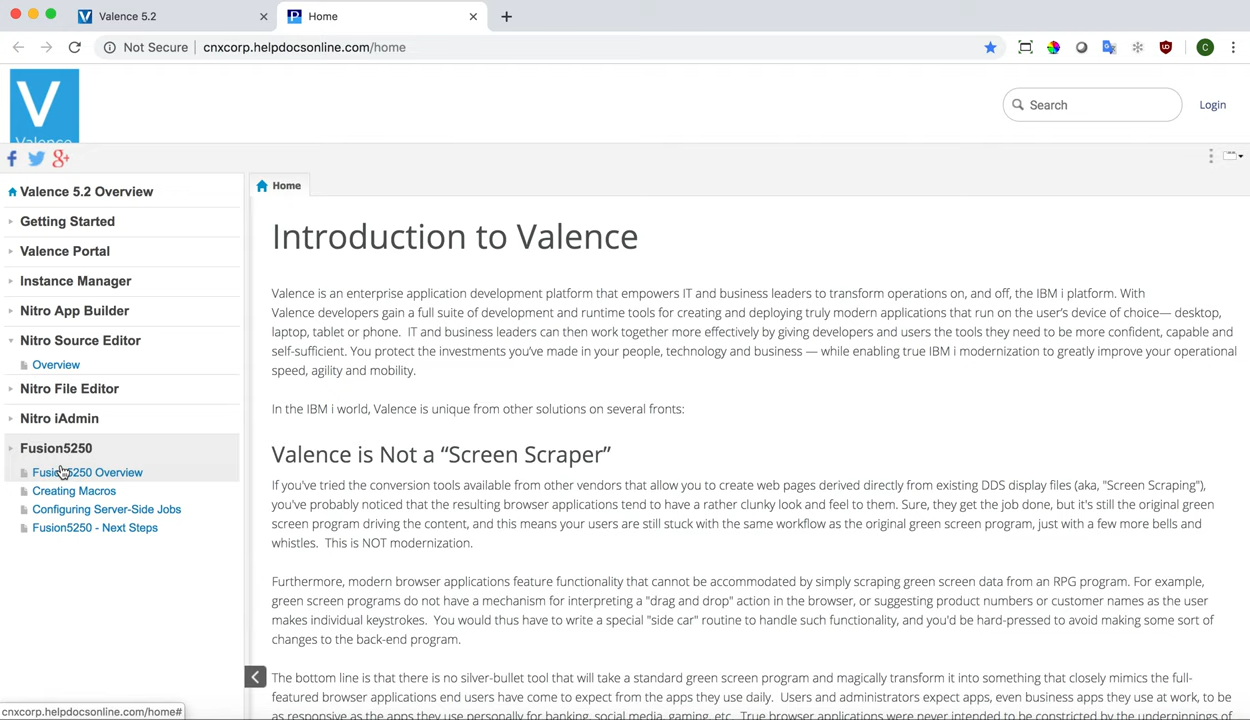 Valence 5.2
Home
Not Secure
cnxcorp.helpdocsonline.com/home
C
V
Valence
Search
Login
Valence 5.2 Overview
Getting Started
Valence Portal
Instance Manager
Nitro App Builder
Nitro Source Editor
Overview
Nitro File Editor
Nitro iAdmin
Fusion5250
Fusion5250 Overview
Creating Macros
Configuring Server-Side Jobs
Fusion5250 - Next Steps
cnxcorp.helpdocsonline.com/home#
Home
Introduction to Valence
Valence is an enterprise application development platform that empowers IT and business leaders to transform operations on, and off, the IBM i platform. With
Valence developers gain a full suite of development and runtime tools for creating and deploying truly modern applications that run on the user's device of choice— desktop,
laptop, tablet or phone. IT and business leaders can then work together more effectively by giving developers and users the tools they need to be more confident, capable and
self-sufficient. You protect the investments you've made in your people, technology and business — while enabling true IBM i modernization to greatly improve your operational
speed, agility and mobility.
In the IBM i world, Valence is unique from other solutions on several fronts:
Valence is Not a “Screen Scraper”
If you've tried the conversion tools available from other vendors that allow you to create web pages derived directly from existing DDS display files (aka, "Screen Scraping"),
you've probably noticed that the resulting browser applications tend to have a rather clunky look and feel to them. Sure, they get the job done, but it's still the original green
screen program driving the content, and this means your users are still stuck with the same workflow as the original green screen program, just with a few more bells and
whistles. This is NOT modernization.
Furthermore, modern browser applications feature functionality that cannot be accommodated by simply scraping green screen data from an RPG program. For example,
green screen programs do not have a mechanism for interpreting a "drag and drop" action in the browser, or suggesting product numbers or customer names as the user
makes individual keystrokes. You would thus have to write a special "side car" routine to handle such functionality, and you'd be hard-pressed to avoid making some sort of
changes to the back-end program.
The bottom line is that there is no silver-bullet tool that will take a standard green screen program and magically transform it into something that closely mimics the full-
featured browser applications end users have come to expect from the apps they use daily. Users and administrators expect apps, even business apps they use at work, to be
as responsive as the apps they use personally for banking, social media, gaming, etc. True browser applications were never intended to be constricted by the underpinnings of